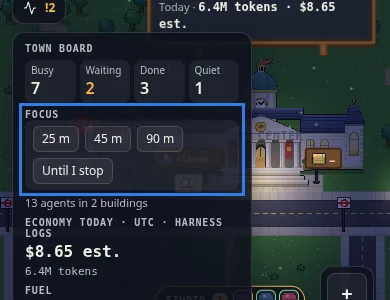 !2
Today · 6.4M tokens · $8.65
est.
TOWN BOARD
Busy Waiting Done Quiet
7 2 3 1
FOCUS
25 m 45 m 90 m
Until I stop
13 agents in 2 buildings
ECONOMY TODAY · UTC · HARNESS
LOGS
$8.65 est.
6.4M tokens
FUEL
STUDIO
+